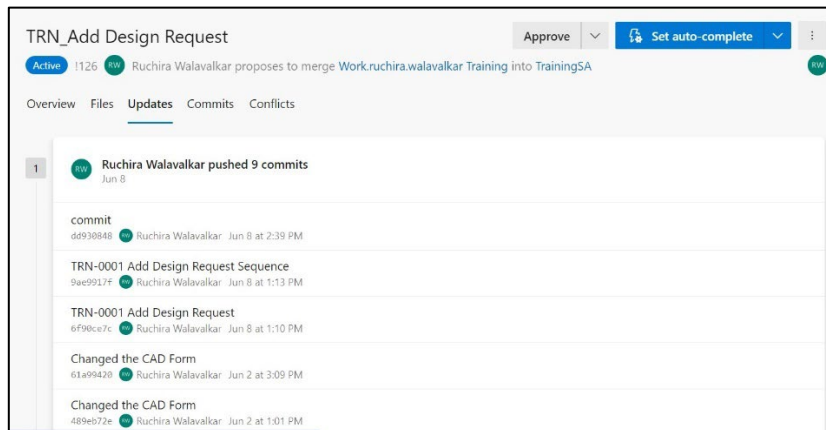 TRN_Add Design Request
Approve
Set auto-complete
Active !126 RW Ruchira Walavalkar proposes to merge Work.ruchira.walavalkar Training into TrainingSA
RW
Overview Files Updates Commits Conflicts
1
RW Ruchira Walavalkar pushed 9 commits
Jun 8
commit
dd930848 RW Ruchira Walavalkar Jun 8 at 2:39 PM
TRN-0001 Add Design Request Sequence
9ae9917f RW Ruchira Walavalkar Jun 8 at 1:13 PM
TRN-0001 Add Design Request
6f90ce7c RW Ruchira Walavalkar Jun 8 at 1:10 PM
Changed the CAD Form
61a99420 RW Ruchira Walavalkar Jun 2 at 3:09 PM
Changed the CAD Form
489eb72e RW Ruchira Walavalkar Jun 2 at 1:01 PM